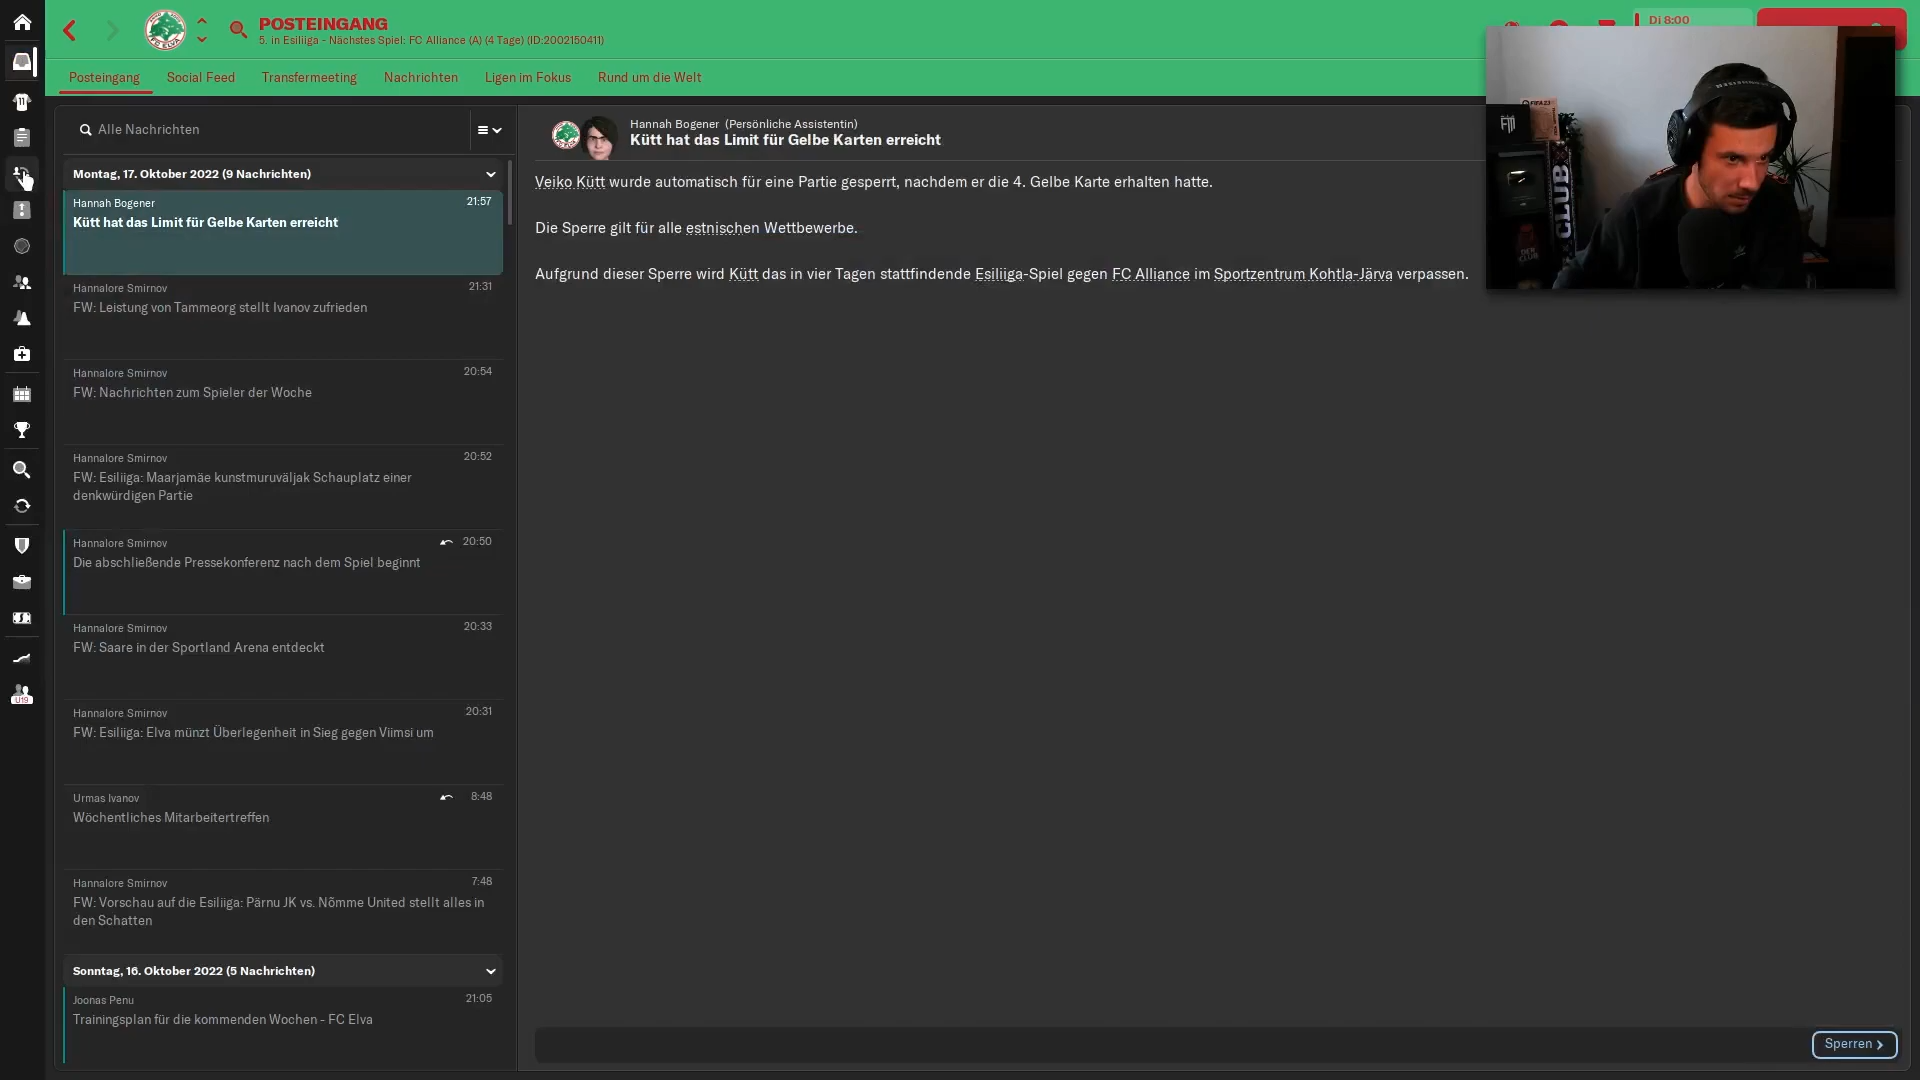 POSTEINGANG
5. in Esiliiga - Nächstes Spiel: FC Alliance (A) (4 Tage) (ID:2002150411)
Di 8:00
Posteingang
Social Feed
Transfermeeting
Nachrichten
Ligen im Fokus
Rund um die Welt
Alle Nachrichten
Montag, 17. Oktober 2022 (9 Nachrichten)
Hannah Bogener 21:57
Kütt hat das Limit für Gelbe Karten erreicht
Hannalore Smirnov 21:31
FW: Leistung von Tammeorg stellt Ivanov zufrieden
Hannalore Smirnov 20:54
FW: Nachrichten zum Spieler der Woche
Hannalore Smirnov 20:52
FW: Esiliiga: Maarjamäe kunstmuruväljak Schauplatz einer
denkwürdigen Partie
Hannalore Smirnov 20:50
Die abschließende Pressekonferenz nach dem Spiel beginnt
Hannalore Smirnov 20:33
FW: Saare in der Sportland Arena entdeckt
Hannalore Smirnov 20:31
FW: Esiliiga: Elva münzt Überlegenheit in Sieg gegen Viimsi um
Urmas Ivanov 8:48
Wöchentliches Mitarbeitertreffen
Hannalore Smirnov 7:48
FW: Vorschau auf die Esiliiga: Pärnu JK vs. Nõmme United stellt alles in
den Schatten
Sonntag, 16. Oktober 2022 (5 Nachrichten)
Joonas Penu 21:05
Trainingsplan für die kommenden Wochen - FC Elva
Hannah Bogener (Persönliche Assistentin)
Kütt hat das Limit für Gelbe Karten erreicht
Veiko Kütt wurde automatisch für eine Partie gesperrt, nachdem er die 4. Gelbe Karte erhalten hatte.
Die Sperre gilt für alle estnischen Wettbewerbe.
Aufgrund dieser Sperre wird Kütt das in vier Tagen stattfindende Esiliiga-Spiel gegen FC Alliance im Sportzentrum Kohtla-Järva verpassen.
Sperren
U19
FC ELVA
CLUB
FIFA 23